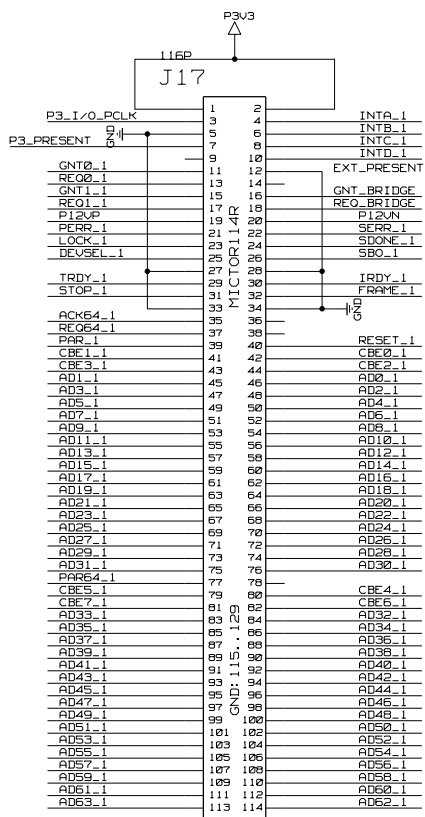 P3V3
116P
J17
1 2
P3_I/O_PCLK 3 4 INTA_1
GND 5 6 INTB_1
P3_PRESENT 7 8 INTC_1
9 10 INTD_1
GNT0_1 11 12 EXT_PRESENT
REQ0_1 13 14
GNT1_1 15 16 GNT_BRIDGE
REQ1_1 17 18 REQ_BRIDGE
P12VP 19 20 P12VN
PERR_1 21 22 SERR_1
LOCK_1 23 24 SDONE_1
DEVSEL_1 25 26 SBO_1
27 28
TRDY_1 29 30 IRDY_1
STOP_1 31 32 FRAME_1
33 34 GND
MICTOR114R
ACK64_1 35 36
REQ64_1 37 38
PAR_1 39 40 RESET_1
CBE1_1 41 42 CBE0_1
CBE3_1 43 44 CBE2_1
AD1_1 45 46 AD0_1
AD3_1 47 48 AD2_1
AD5_1 49 50 AD4_1
AD7_1 51 52 AD6_1
AD9_1 53 54 AD8_1
AD11_1 55 56 AD10_1
AD13_1 57 58 AD12_1
AD15_1 59 60 AD14_1
AD17_1 61 62 AD16_1
AD19_1 63 64 AD18_1
AD21_1 65 66 AD20_1
AD23_1 67 68 AD22_1
AD25_1 69 70 AD24_1
AD27_1 71 72 AD26_1
AD29_1 73 74 AD28_1
AD31_1 75 76 AD30_1
PAR64_1 77 78
CBE5_1 79 80 CBE4_1
CBE7_1 81 82 CBE6_1
AD33_1 83 84 AD32_1
AD35_1 85 86 AD34_1
AD37_1 87 88 AD36_1
AD39_1 89 90 AD38_1
AD41_1 91 92 AD40_1
AD43_1 93 94 AD42_1
AD45_1 95 96 AD44_1
AD47_1 97 98 AD46_1
AD49_1 99 100 AD48_1
GND:115..129
AD51_1 101 102 AD50_1
AD53_1 103 104 AD52_1
AD55_1 105 106 AD54_1
AD57_1 107 108 AD56_1
AD59_1 109 110 AD58_1
AD61_1 111 112 AD60_1
AD63_1 113 114 AD62_1